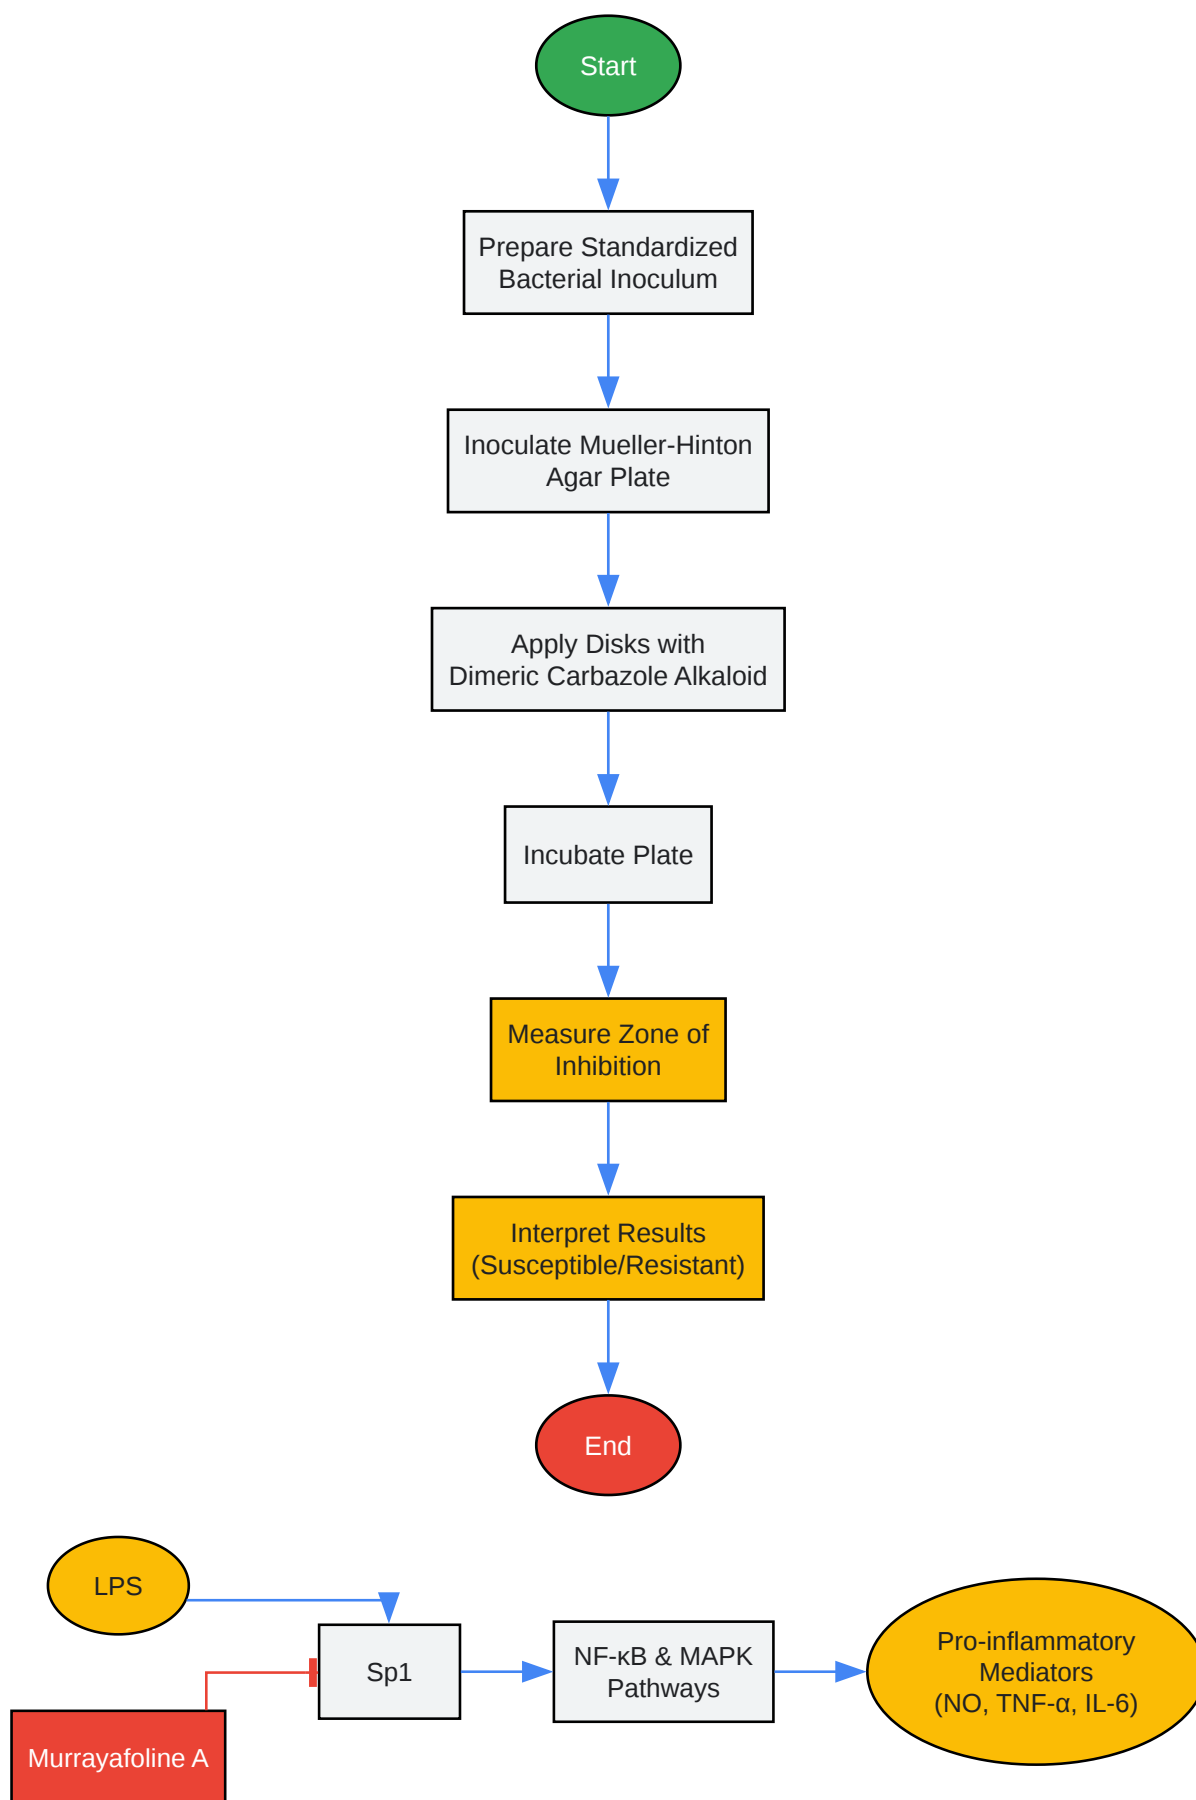 Start
Prepare Standardized
Bacterial Inoculum
Inoculate Mueller-Hinton
Agar Plate
Apply Disks with
Dimeric Carbazole Alkaloid
Incubate Plate
Measure Zone of
Inhibition
Interpret Results
(Susceptible/Resistant)
End
LPS
Sp1
NF-κB & MAPK
Pathways
Pro-inflammatory
Mediators
(NO, TNF-α, IL-6)
Murrayafoline A